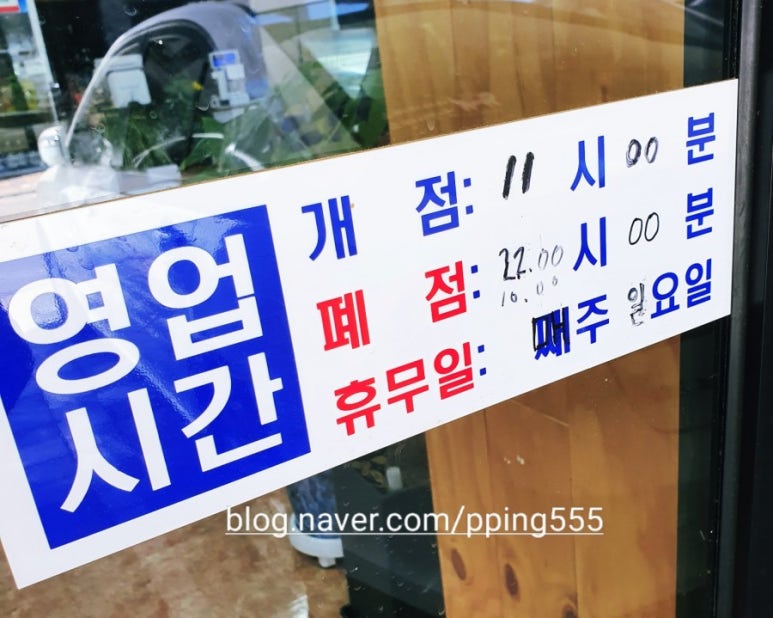 영업
시간
개 점: 11 시 00 분
폐 점: 22.00 시 00 분
10.00
휴무일: 매주 일요일
blog.naver.com/pping555